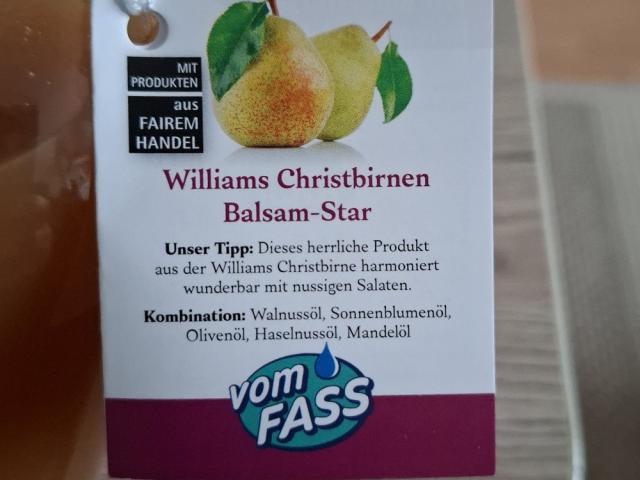 MIT
PRODUKTEN
aus
FAIREM
HANDEL
Williams Christbirnen
Balsam-Star
Unser Tipp: Dieses herrliche Produkt
aus der Williams Christbirne harmoniert
wunderbar mit nussigen Salaten.
Kombination: Walnussöl, Sonnenblumenöl,
Olivenöl, Haselnussöl, Mandelöl
vom
FASS